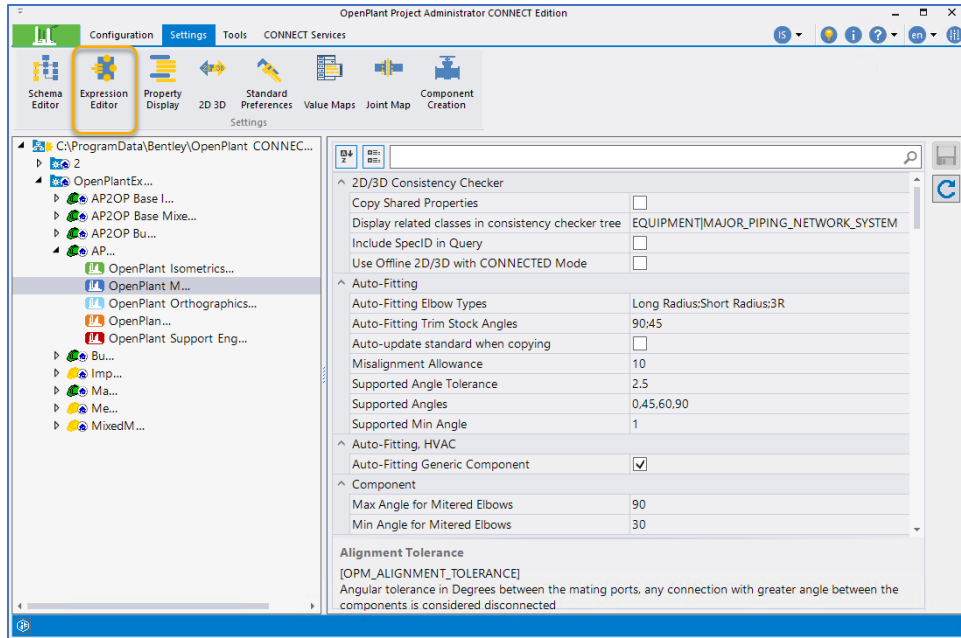 OpenPlant Project Administrator CONNECT Edition
Configuration Settings Tools CONNECT Services
IS
en
Schema Editor
Expression Editor
Property Display
2D 3D
Standard Preferences
Value Maps
Joint Map
Component Creation
Settings
C:\ProgramData\Bentley\OpenPlant CONNEC...
2
OpenPlantEx...
AP2OP Base I...
AP2OP Base Mixe...
AP2OP Bu...
AP...
OpenPlant Isometrics...
OpenPlant M...
OpenPlant Orthographics...
OpenPlan...
OpenPlant Support Eng...
Bu...
Imp...
Ma...
Me...
MixedM...
2D/3D Consistency Checker
Copy Shared Properties
Display related classes in consistency checker tree EQUIPMENT|MAJOR_PIPING_NETWORK_SYSTEM
Include SpecID in Query
Use Offline 2D/3D with CONNECTED Mode
Auto-Fitting
Auto-Fitting Elbow Types Long Radius;Short Radius;3R
Auto-Fitting Trim Stock Angles 90;45
Auto-update standard when copying
Misalignment Allowance 10
Supported Angle Tolerance 2.5
Supported Angles 0,45,60,90
Supported Min Angle 1
Auto-Fitting, HVAC
Auto-Fitting Generic Component
Component
Max Angle for Mitered Elbows 90
Min Angle for Mitered Elbows 30
Alignment Tolerance
[OPM_ALIGNMENT_TOLERANCE]
Angular tolerance in Degrees between the mating ports, any connection with greater angle between the
components is considered disconnected